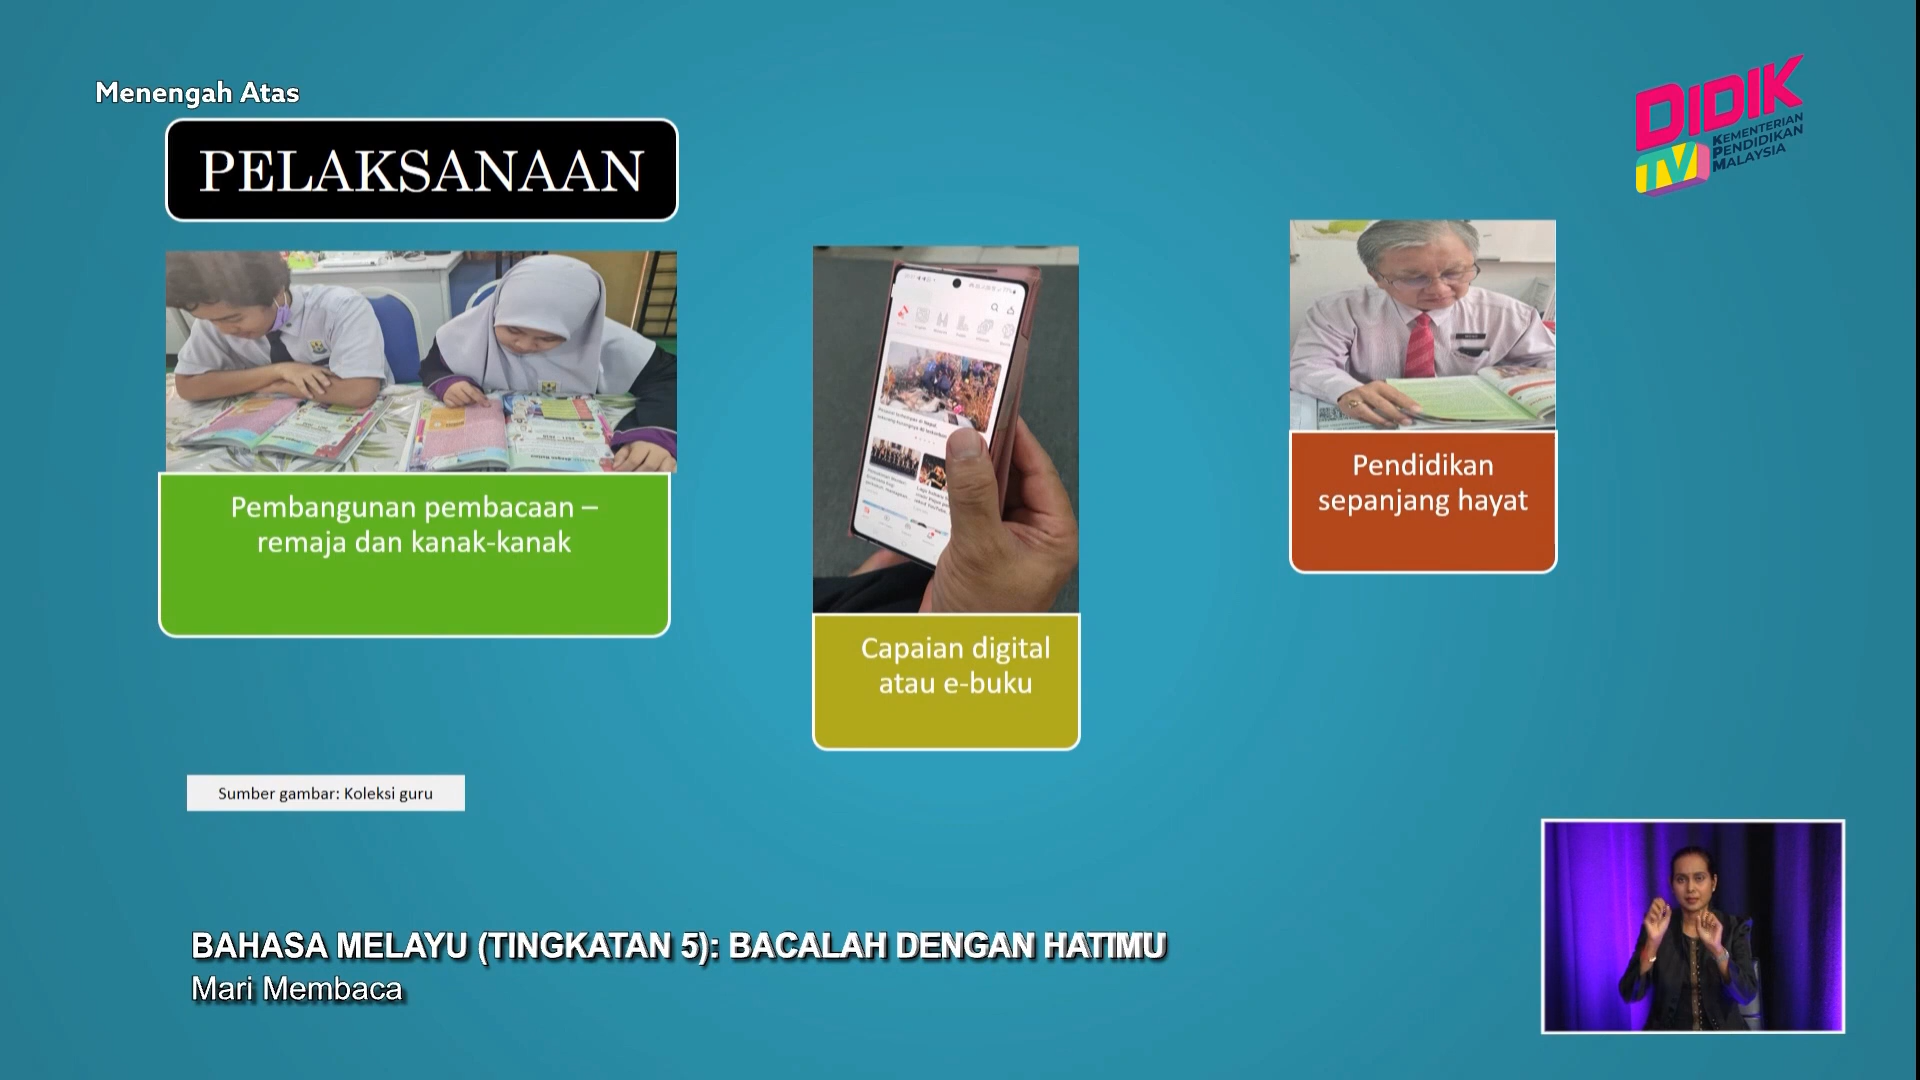 Menengah Atas
DIDIK
TV
KEMENTERIAN
PENDIDIKAN
MALAYSIA
PELAKSANAAN
Pembangunan pembacaan –
remaja dan kanak-kanak
Capaian digital
atau e-buku
Pendidikan
sepanjang hayat
Sumber gambar: Koleksi guru
BAHASA MELAYU (TINGKATAN 5): BACALAH DENGAN HATIMU
Mari Membaca